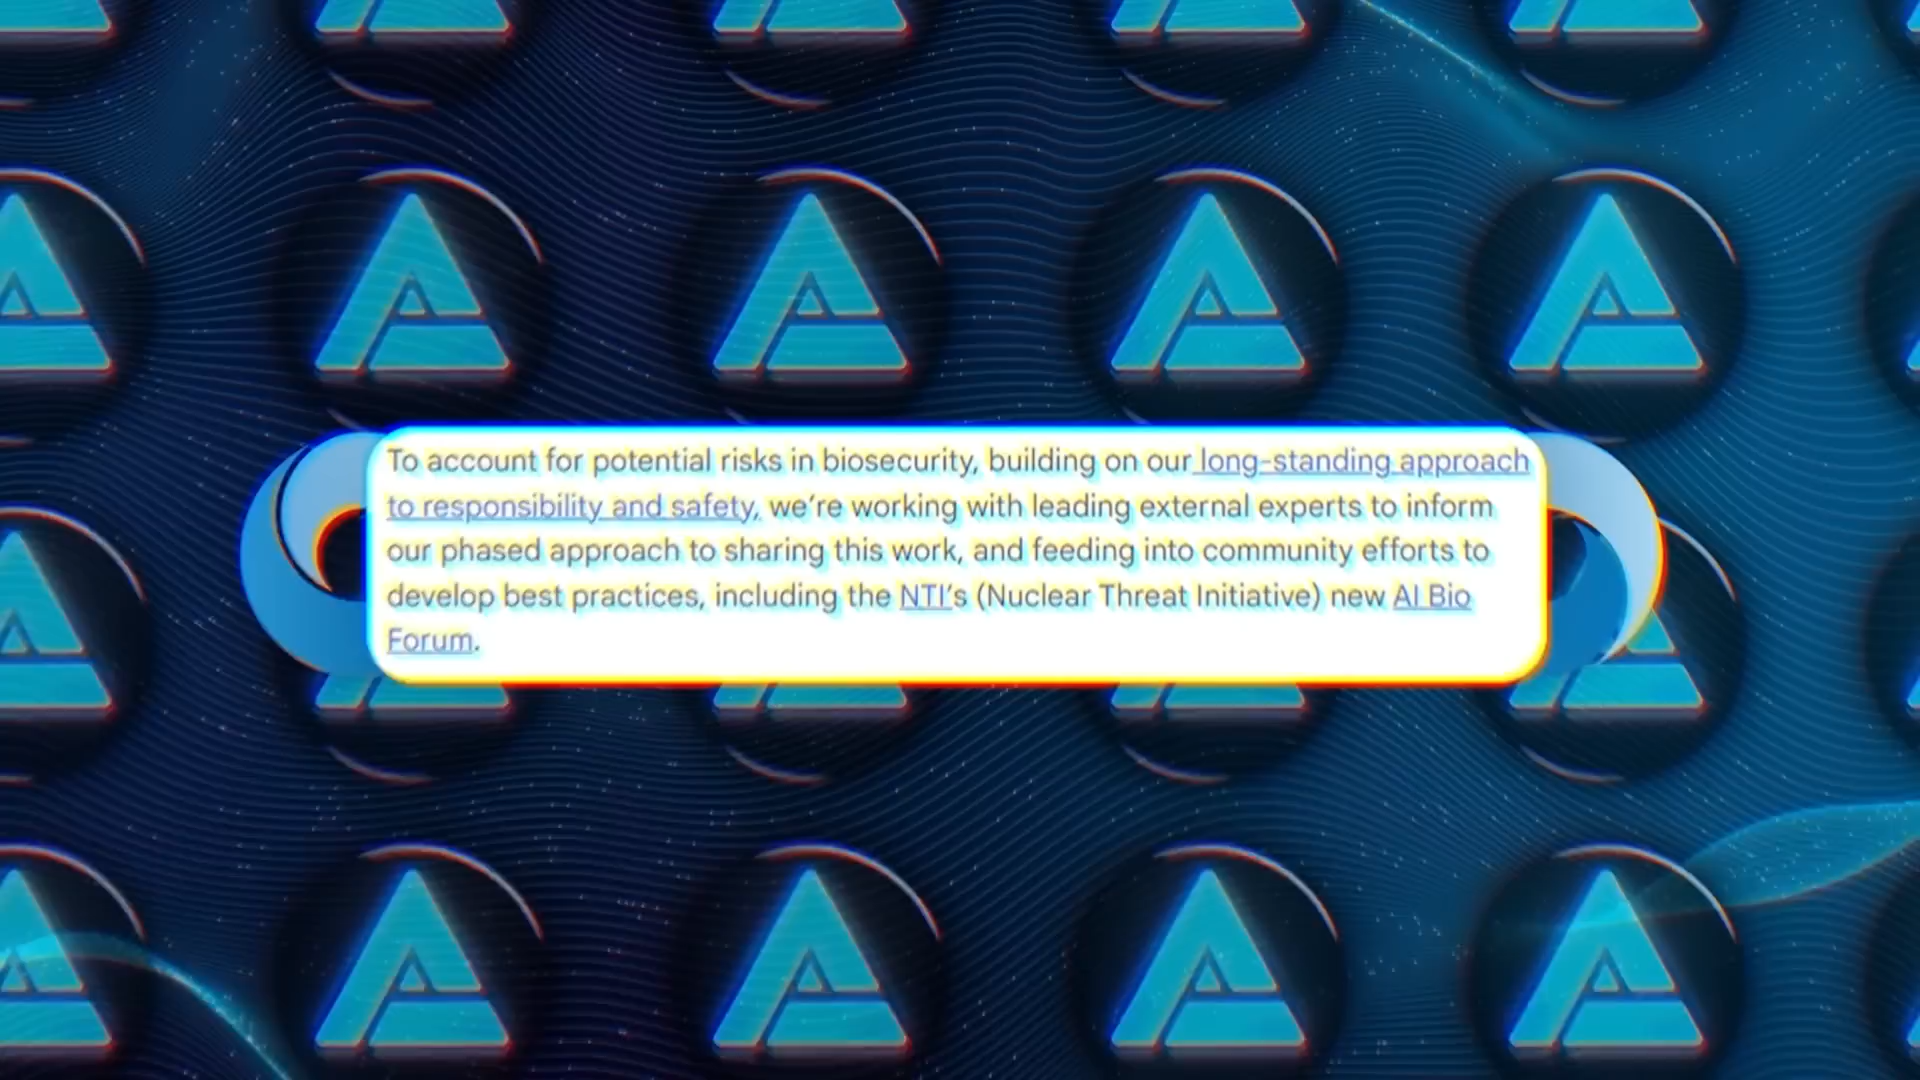 To account for potential risks in biosecurity, building on our long-standing approach
to responsibility and safety, we’re working with leading external experts to inform
our phased approach to sharing this work, and feeding into community efforts to
develop best practices, including the NTI’s (Nuclear Threat Initiative) new AI Bio
Forum.